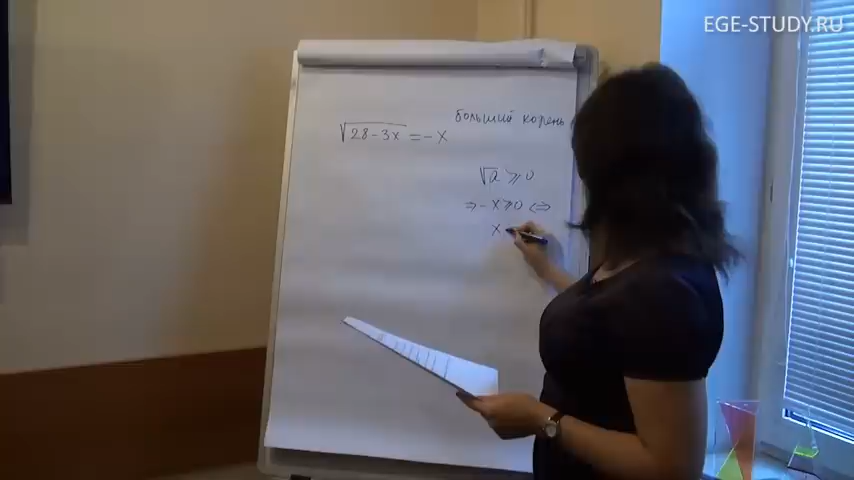 EGE-STUDY.RU
больший корень
√28-3x = -x
√a ⩾ 0
⇒ -x ⩾ 0 ⇔
x